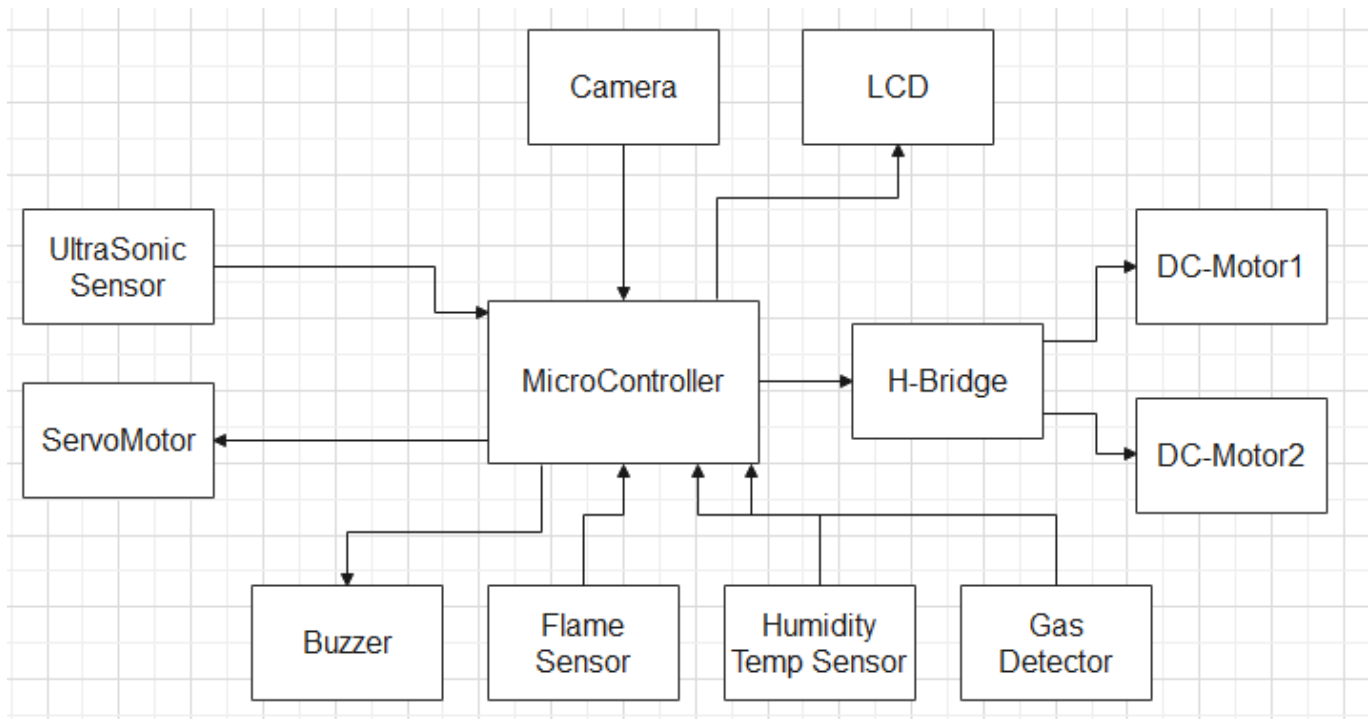 Camera
LCD
UltraSonic
Sensor
DC-Motor1
MicroController
H-Bridge
ServoMotor
DC-Motor2
Buzzer
Flame
Sensor
Humidity
Temp Sensor
Gas
Detector